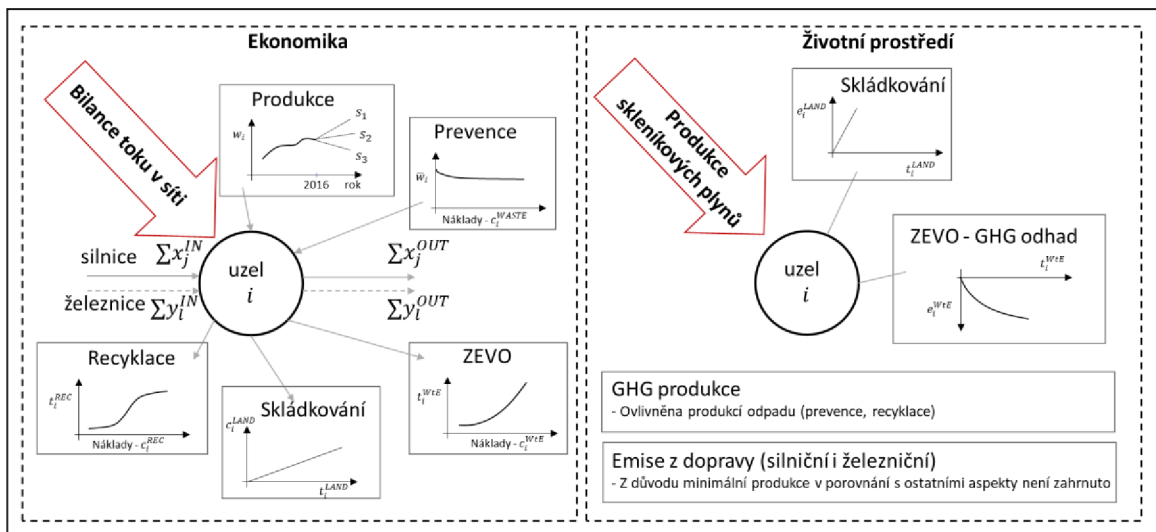 Ekonomika
Bilance toku v síti
Produkce
w_i
s_1
s_2
s_3
2016
rok
Prevence
w̅_i
Náklady - c_i^{WASTE}
silnice
∑x_j^{IN}
železnice
∑y_i^{IN}
uzel
i
∑x_j^{OUT}
∑y_i^{OUT}
Recyklace
t_i^{REC}
Náklady - c_i^{REC}
Skládkování
c_i^{LAND}
t_i^{LAND}
ZEVO
t_i^{WtE}
Náklady - c_i^{WtE}
Životní prostředí
Produkce
skleníkových plynů
Skládkování
e_i^{LAND}
t_i^{LAND}
uzel
i
ZEVO - GHG odhad
t_i^{WtE}
e_i^{WtE}
GHG produkce
- Ovlivněna produkcí odpadu (prevence, recyklace)
Emise z dopravy (silniční i železniční)
- Z důvodu minimální produkce v porovnání s ostatními aspekty není zahrnuto